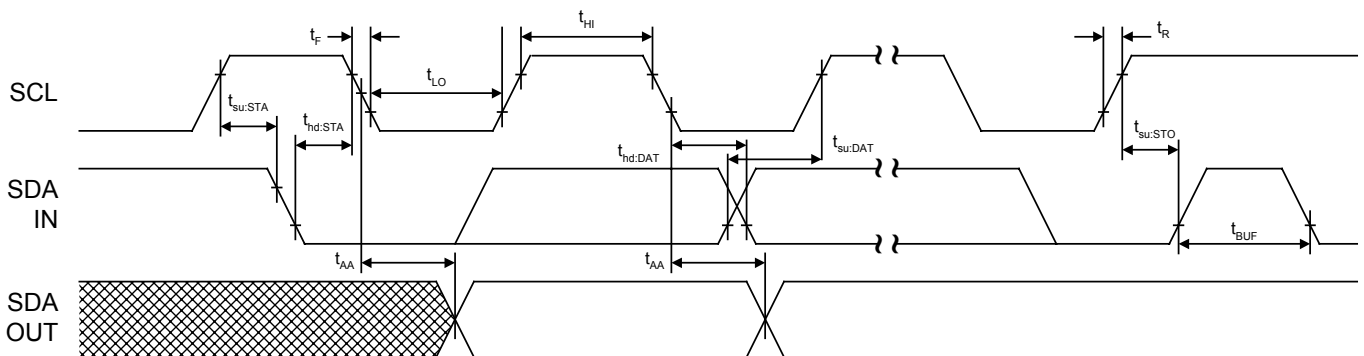 SCL
t_F
t_HI
t_R
t_LO
t_su:STA
t_hd:STA
t_su:STO
t_su:DAT
t_hd:DAT
SDA
IN
t_BUF
t_AA
t_AA
SDA
OUT